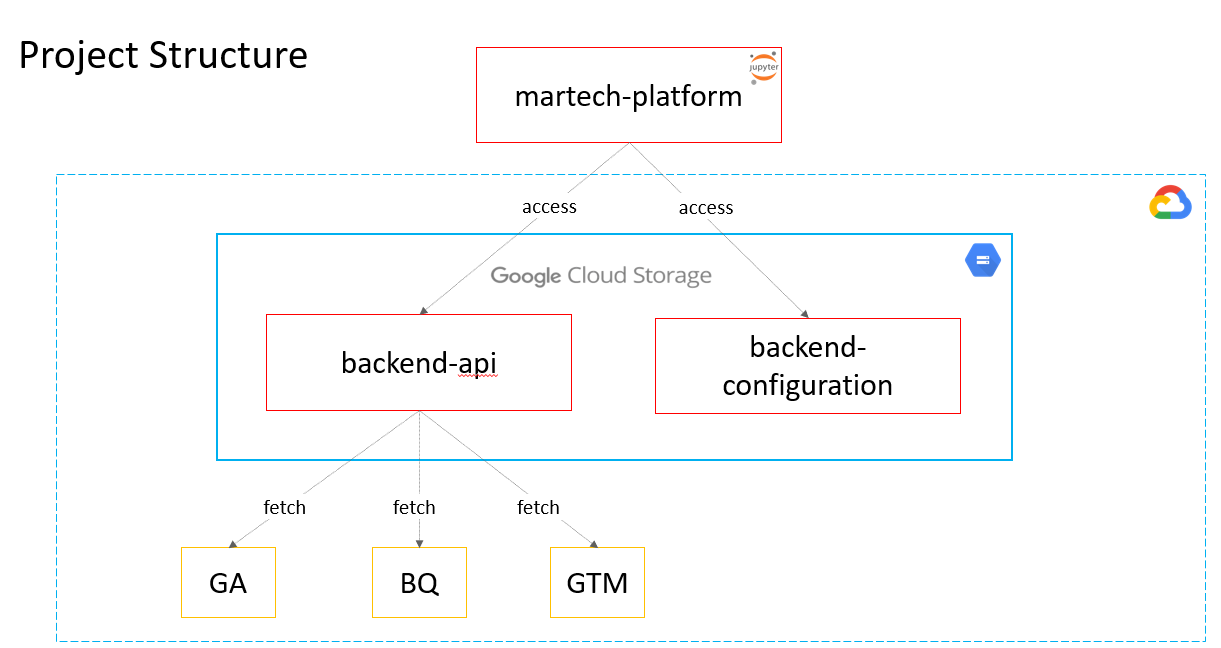 Project Structure
jupyter
martech-platform
access
access
Google Cloud Storage
backend-api
backend-
configuration
fetch
fetch
fetch
GA
BQ
GTM